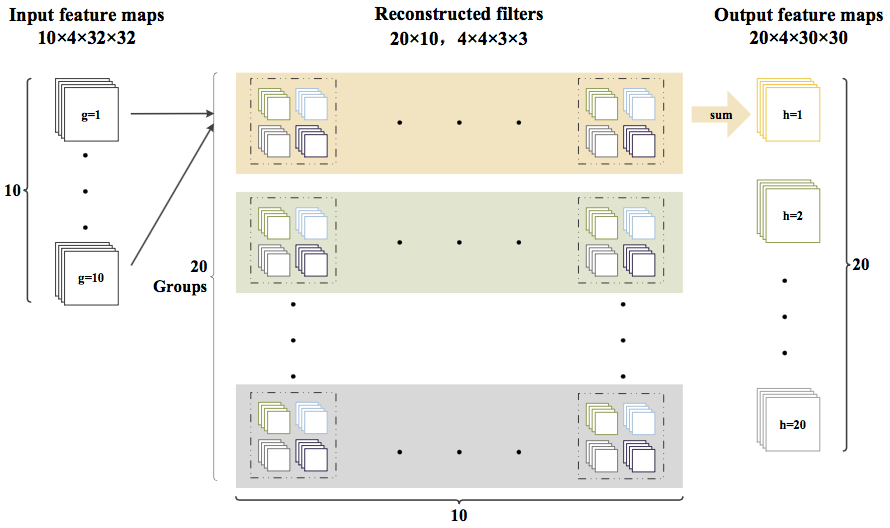 Input feature maps
10×4×32×32
Reconstructed filters
20×10，4×4×3×3
Output feature maps
20×4×30×30
g=1
10
g=10
20
Groups
sum
h=1
h=2
20
h=20
10